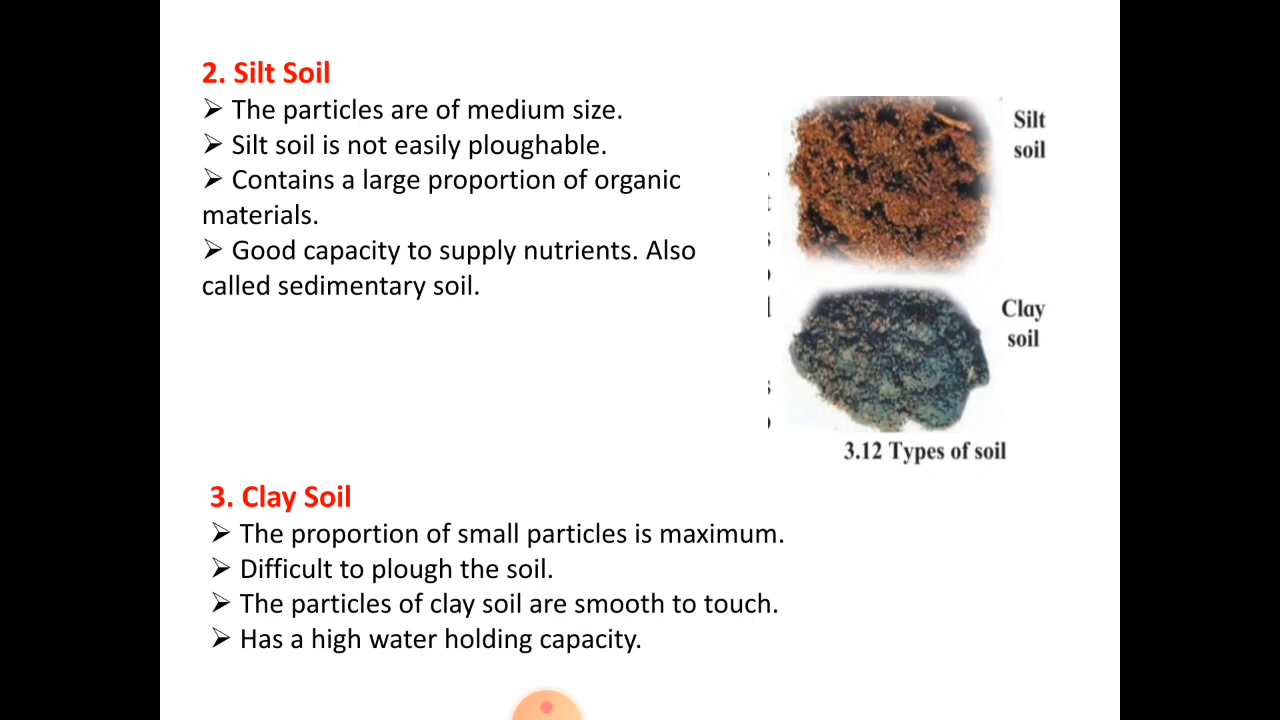 2. Silt Soil
➢ The particles are of medium size.
➢ Silt soil is not easily ploughable.
➢ Contains a large proportion of organic
materials.
➢ Good capacity to supply nutrients. Also
called sedimentary soil.
Silt
soil
Clay
soil
3.12 Types of soil
3. Clay Soil
➢ The proportion of small particles is maximum.
➢ Difficult to plough the soil.
➢ The particles of clay soil are smooth to touch.
➢ Has a high water holding capacity.